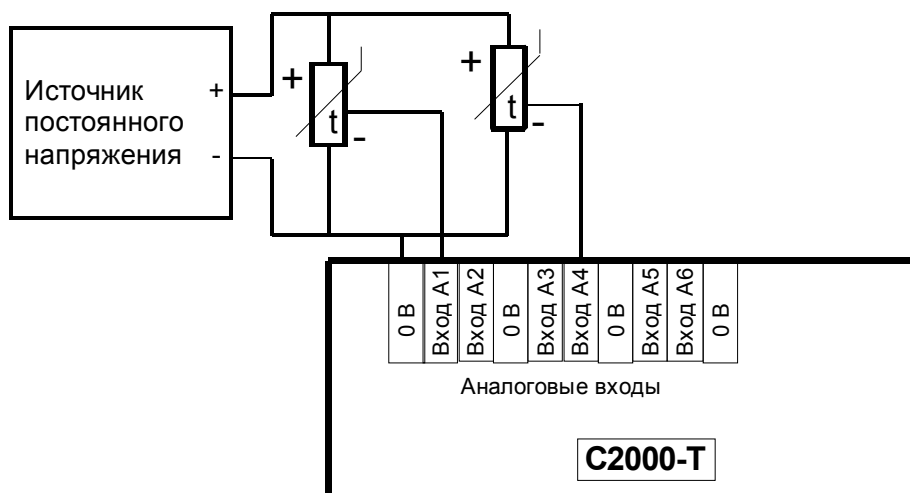 Источник
постоянного
напряжения
+
-
+
t
-
+
t
-
0 В
Вход А1
Вход А2
0 В
Вход А3
Вход А4
0 В
Вход А5
Вход А6
0 В
Аналоговые входы
С2000-Т